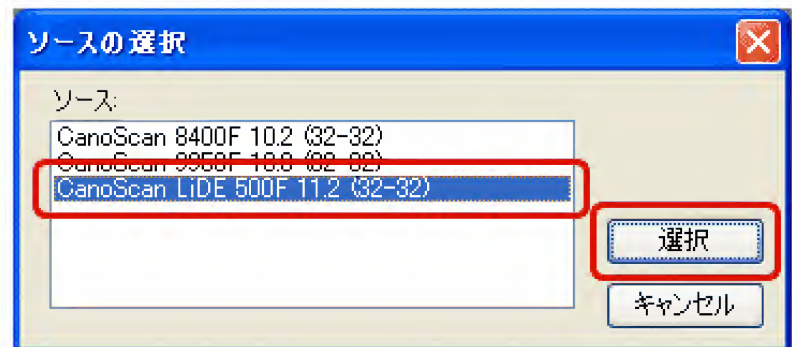 ソースの選択
ソース:
CanoScan 8400F 10.2 (32-32)
CanoScan
CanoScan LiDE 500F 11.2 (32-32)
選択
キャンセル